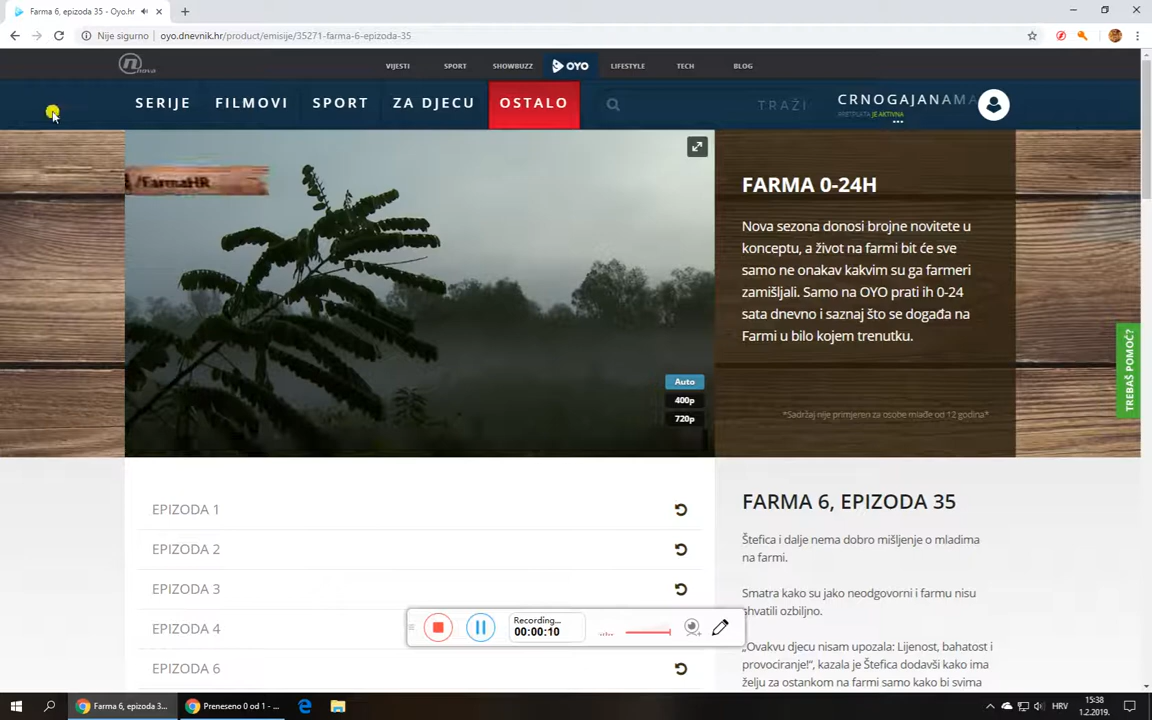 Farma 6, epizoda 35 - Oyo.hr
Nije sigurno
oyo.dnevnik.hr/product/emisije/35271-farma-6-epizoda-35
VIJESTI
SPORT
SHOWBUZZ
OYO
LIFESTYLE
TECH
BLOG
SERIJE
FILMOVI
SPORT
ZA DJECU
OSTALO
TRAŽI
CRNOGAJANAMA
PRETPLATA JE AKTIVNA
/FarmaHR
FARMA 0-24H
Nova sezona donosi brojne novitete u
konceptu, a život na farmi bit će sve
samo ne onakav kakvim su ga farmeri
zamišljali. Samo na OYO prati ih 0-24
sata dnevno i saznaj što se događa na
Farmi u bilo kojem trenutku.
*Sadržaj nije primjeren za osobe mlađe od 12 godina*
TREBAŠ POMOĆ?
Auto
400p
720p
EPIZODA 1
EPIZODA 2
EPIZODA 3
EPIZODA 4
EPIZODA 6
FARMA 6, EPIZODA 35
Štefica i dalje nema dobro mišljenje o mladima
na farmi.
Smatra kako su jako neodgovorni i farmu nisu
shvatili ozbiljno.
„Ovakvu djecu nisam upozala: Lijenost, bahatost i
provociranje!", kazala je Štefica dodavši kako ima
želju za ostankom na farmi samo kako bi svima
Recording...
00:00:10
Farma 6, epizoda 3...
Preneseno 0 od 1 - ...
HRV
15:38
1.2.2019.